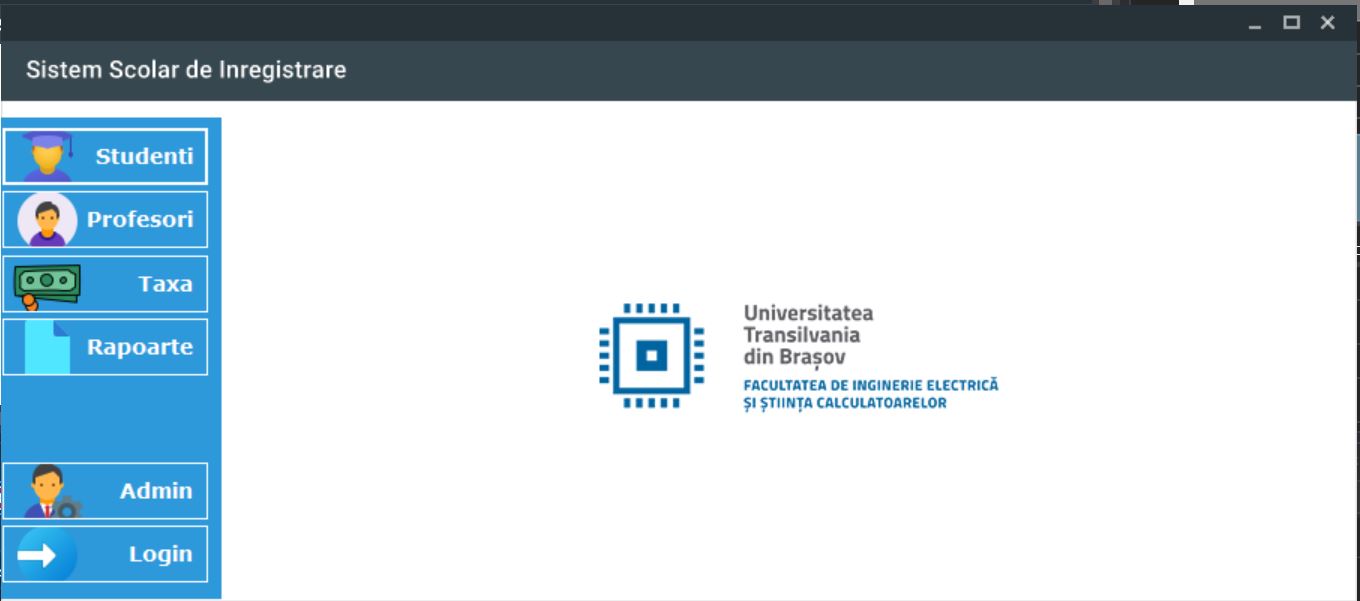 Sistem Scolar de Inregistrare
Studenti
Profesori
Taxa
Rapoarte
Admin
Login
Universitatea
Transilvania
din Brașov
FACULTATEA DE INGINERIE ELECTRICĂ
ȘI ȘTIINȚA CALCULATOARELOR